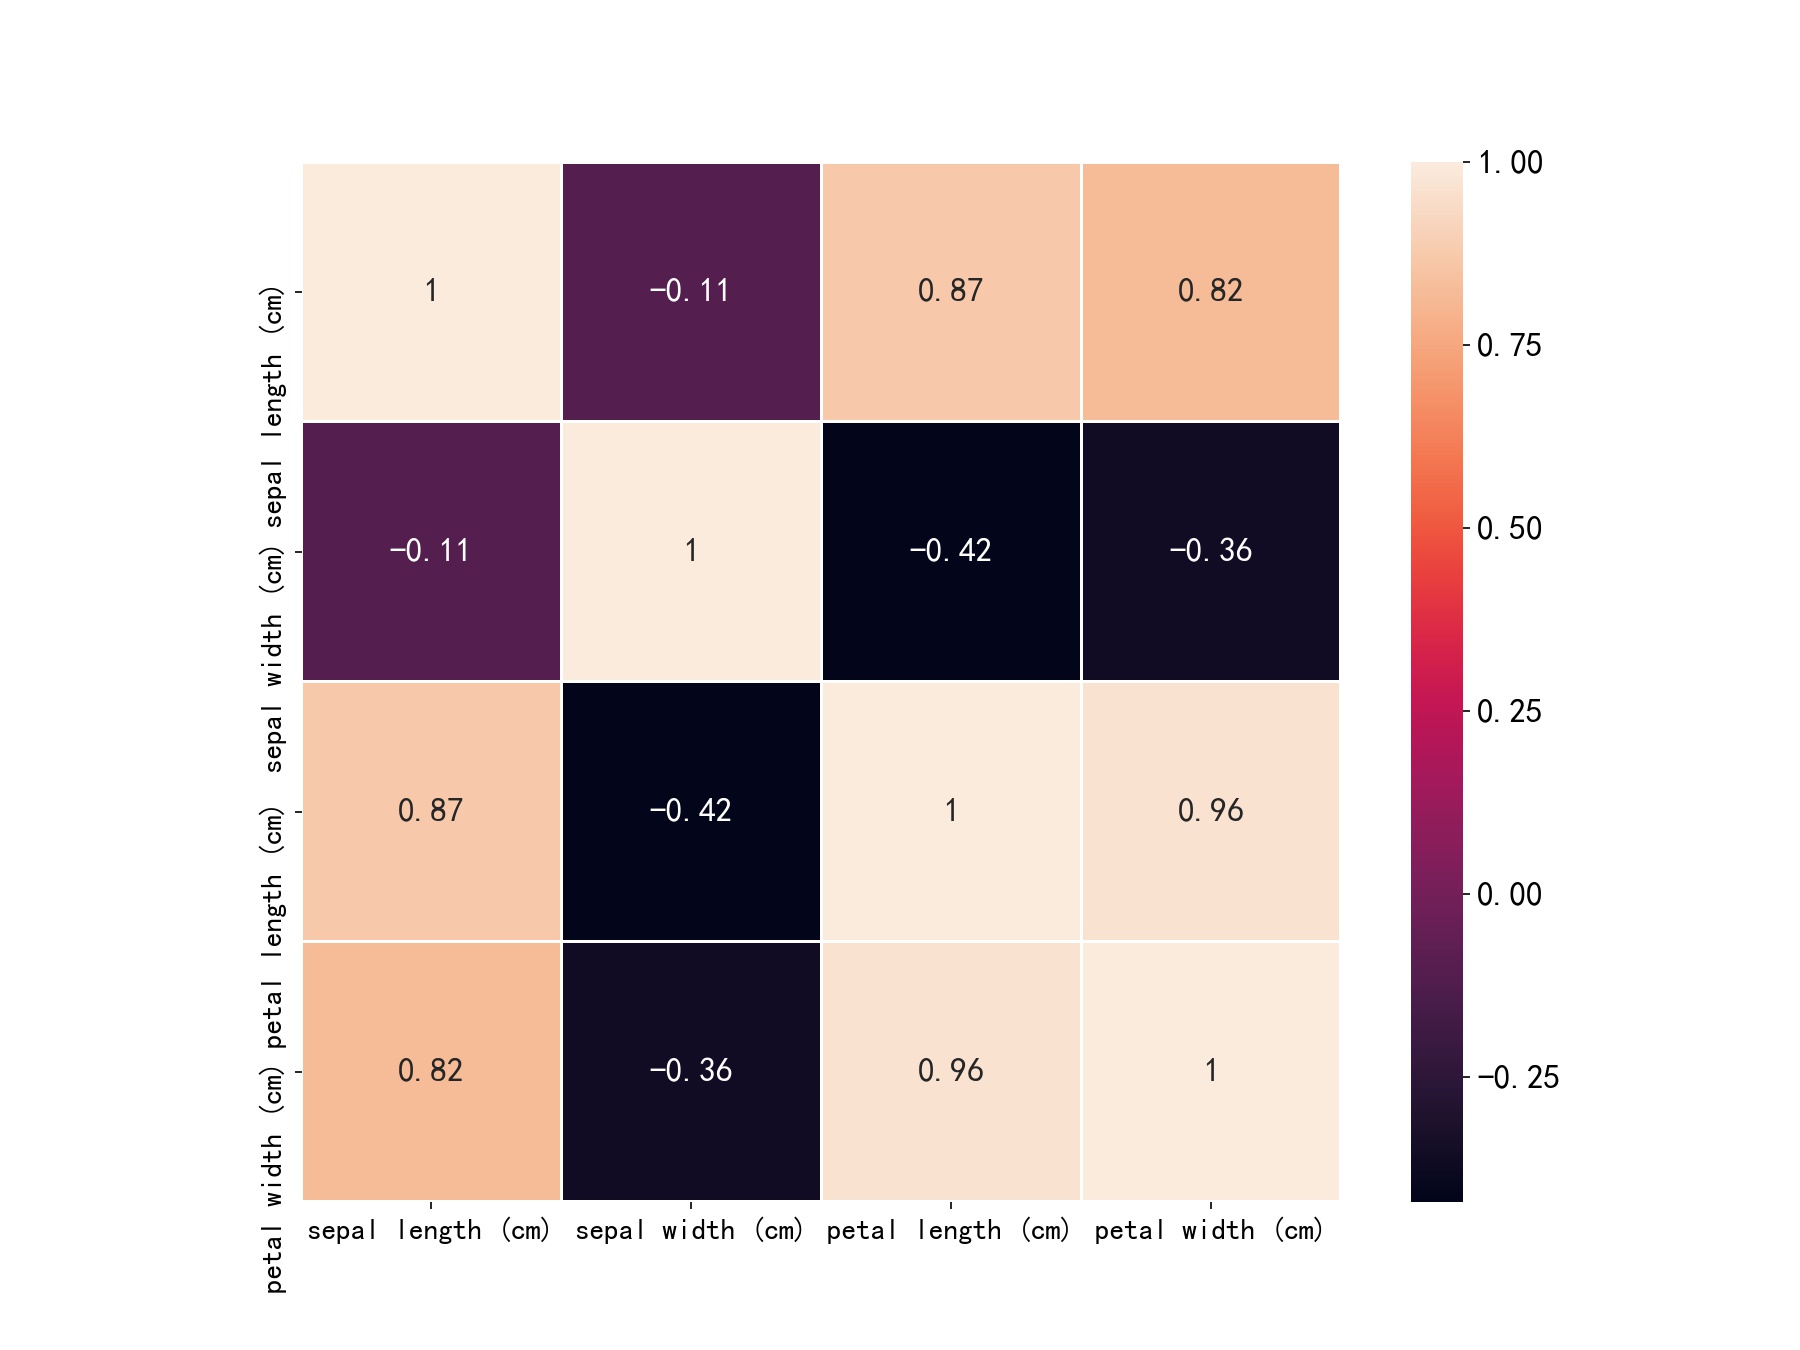 1 −0.11 0.87 0.82
−0.11 1 −0.42 −0.36
0.87 −0.42 1 0.96
0.82 −0.36 0.96 1
sepal length (cm)
sepal width (cm)
petal length (cm)
petal width (cm)
sepal length (cm) sepal width (cm) petal length (cm) petal width (cm)
1.00
0.75
0.50
0.25
0.00
−0.25